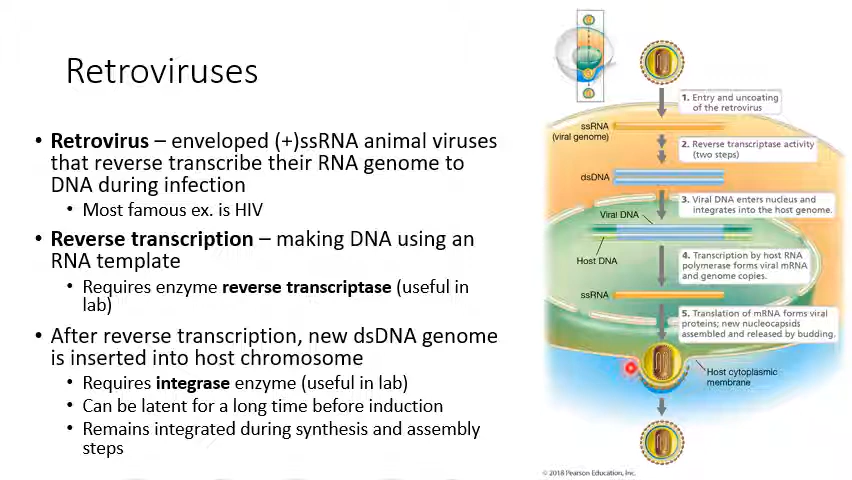 Retroviruses
• Retrovirus – enveloped (+)ssRNA animal viruses
that reverse transcribe their RNA genome to
DNA during infection
• Most famous ex. is HIV
• Reverse transcription – making DNA using an
RNA template
• Requires enzyme reverse transcriptase (useful in
lab)
• After reverse transcription, new dsDNA genome
is inserted into host chromosome
• Requires integrase enzyme (useful in lab)
• Can be latent for a long time before induction
• Remains integrated during synthesis and assembly
steps
1. Entry and uncoating
of the retrovirus
ssRNA
(viral genome)
2. Reverse transcriptase activity
(two steps)
dsDNA
3. Viral DNA enters nucleus and
integrates into the host genome.
Viral DNA
Host DNA
4. Transcription by host RNA
polymerase forms viral mRNA
and genome copies.
ssRNA
5. Translation of mRNA forms viral
proteins; new nucleocapsids
assembled and released by budding.
Host cytoplasmic
membrane
© 2018 Pearson Education, Inc.